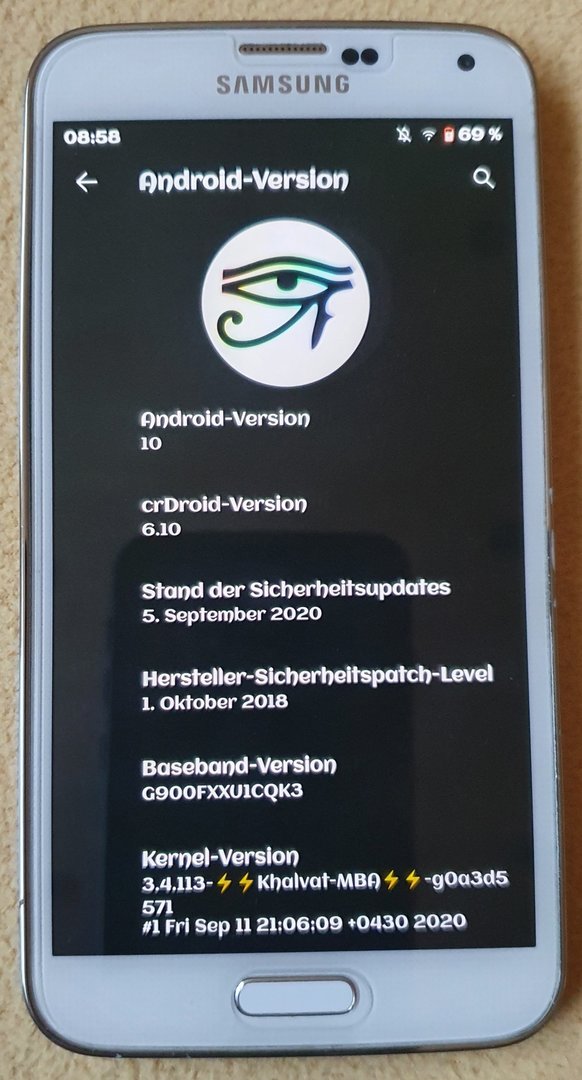 SAMSUNG
08:58
69 %
Android-Version
Android-Version
10
crDroid-Version
6.10
Stand der Sicherheitsupdates
5. September 2020
Hersteller-Sicherheitspatch-Level
1. Oktober 2018
Baseband-Version
G900FXXU1CQK3
Kernel-Version
3.4.113-⚡⚡Khalvat-MBA⚡⚡-g0a3d5
571
#1 Fri Sep 11 21:06:09 +0430 2020